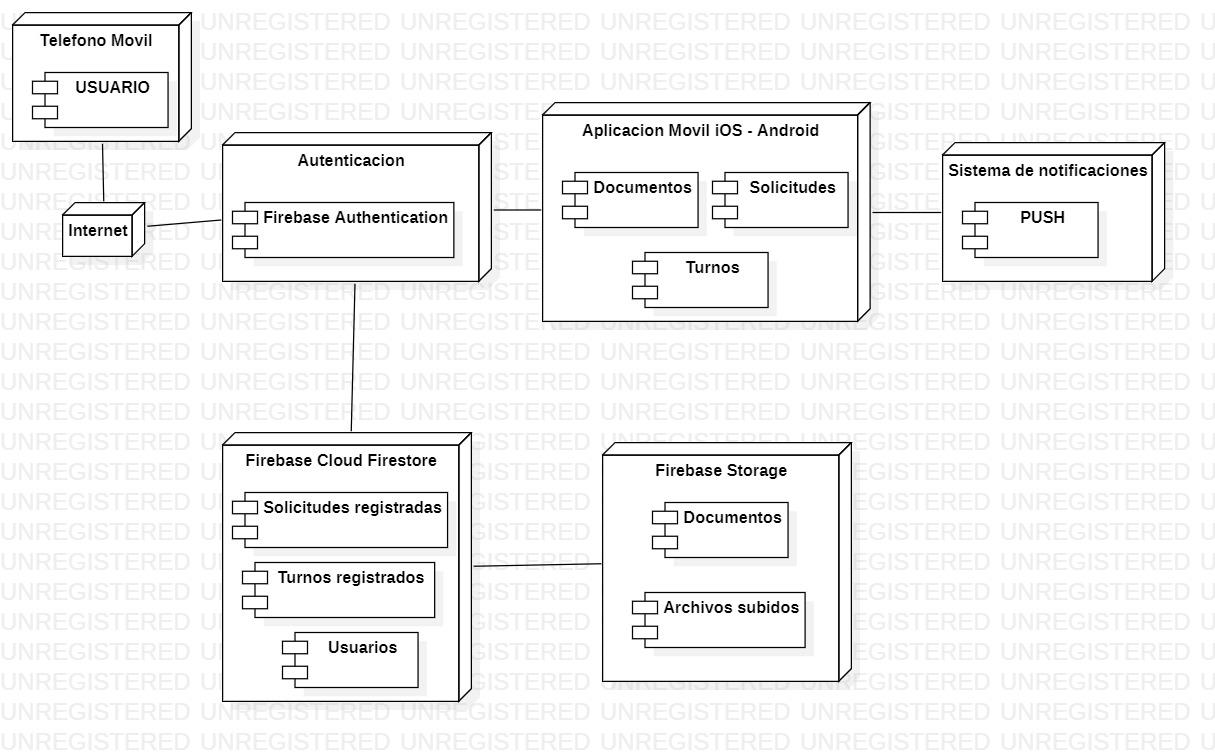 Telefono Movil
USUARIO
Internet
Autenticacion
Firebase Authentication
Aplicacion Movil iOS - Android
Documentos
Solicitudes
Turnos
Sistema de notificaciones
PUSH
Firebase Cloud Firestore
Solicitudes registradas
Turnos registrados
Usuarios
Firebase Storage
Documentos
Archivos subidos
UNREGISTERED